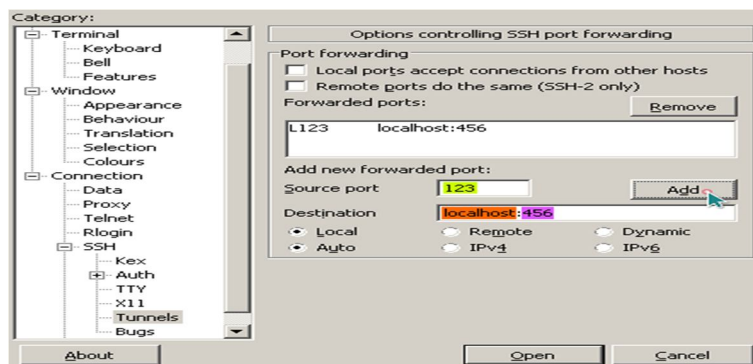 Category:
Terminal
Keyboard
Bell
Features
Window
Appearance
Behaviour
Translation
Selection
Colours
Connection
Data
Proxy
Telnet
Rlogin
SSH
Kex
Auth
TTY
X11
Tunnels
Bugs
Options controlling SSH port forwarding
Port forwarding
Local ports accept connections from other hosts
Remote ports do the same (SSH-2 only)
Forwarded ports:
Remove
L123 localhost:456
Add new forwarded port:
Source port 123 Add
Destination localhost:456
Local Remote Dynamic
Auto IPv4 IPv6
About Open Cancel